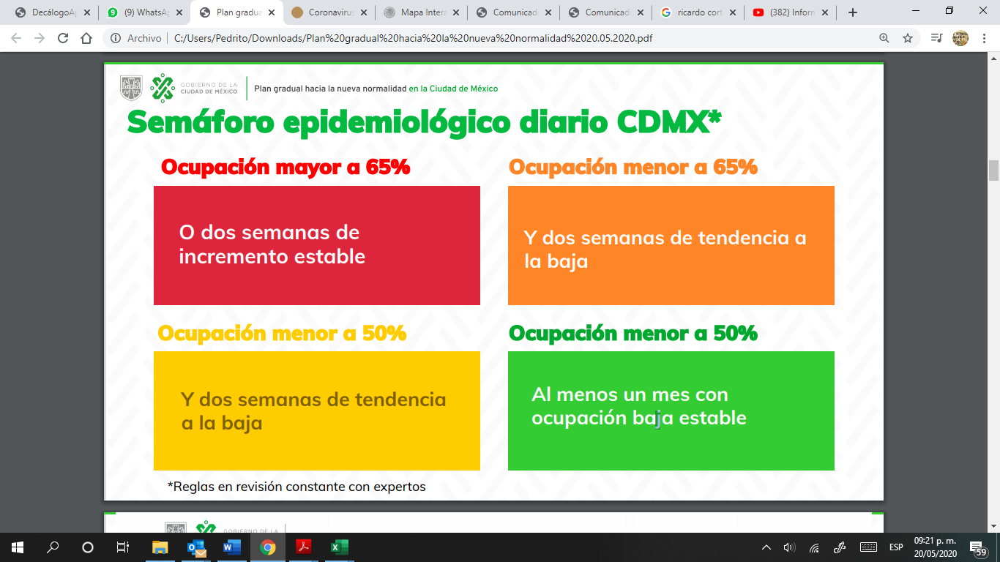 DecálogoAp
(9) WhatsAp
Plan gradua
Coronavirus
Mapa Intera
Comunicad
Comunicad
ricardo cort
(382) Inform
Archivo
C:/Users/Pedrito/Downloads/Plan%20gradual%20hacia%20la%20nueva%20normalidad%2020.05.2020.pdf
GOBIERNO DE LA
CIUDAD DE MÉXICO
Plan gradual hacia la nueva normalidad en la Ciudad de México
Semáforo epidemiológico diario CDMX*
Ocupación mayor a 65%
O dos semanas de
incremento estable
Ocupación menor a 65%
Y dos semanas de tendencia a
la baja
Ocupación menor a 50%
Y dos semanas de tendencia
a la baja
Ocupación menor a 50%
Al menos un mes con
ocupación baja estable
*Reglas en revisión constante con expertos
GOBIERNO DE LA
ESP
09:21 p. m.
20/05/2020
59